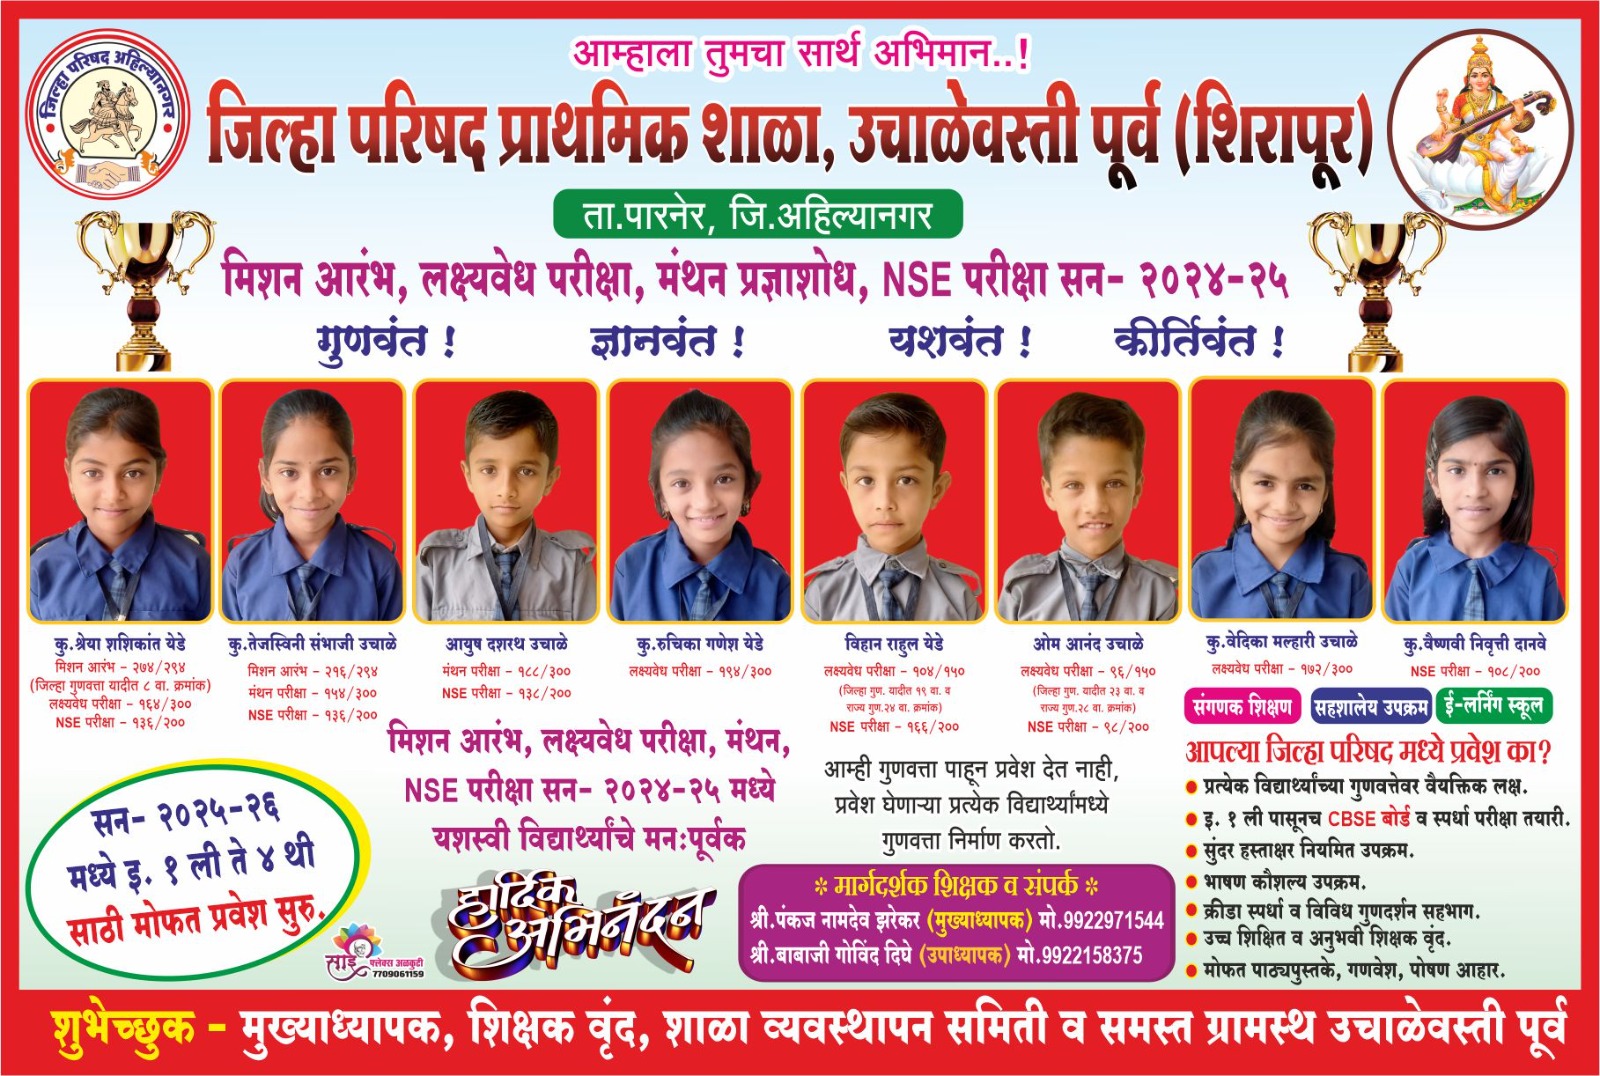 जिल्हा परिषद अहिल्यानगर
आम्हाला तुमचा सार्थ अभिमान..!
जिल्हा परिषद प्राथमिक शाळा, उचाळेवस्ती पूर्व (शिरापूर)
ता.पारनेर, जि.अहिल्यानगर
मिशन आरंभ, लक्ष्यवेध परीक्षा, मंथन प्रज्ञाशोध, NSE परीक्षा सन- २०२४-२५
गुणवंत ! ज्ञानवंत ! यशवंत ! कीर्तिवंत !
कु.श्रेया शशिकांत येडे
मिशन आरंभ - २७४/२९४
(जिल्हा गुणवत्ता यादीत ८ वा. क्रमांक)
लक्ष्यवेध परीक्षा - १६४/३००
NSE परीक्षा - १३६/२००
कु.तेजस्विनी संभाजी उचाळे
मिशन आरंभ - २१६/२९४
मंथन परीक्षा - १५४/३००
NSE परीक्षा - १३६/२००
आयुष दशरथ उचाळे
मंथन परीक्षा - १८८/३००
NSE परीक्षा - १३८/२००
कु.रुचिका गणेश येडे
लक्ष्यवेध परीक्षा - १९४/३००
विहान राहुल येडे
लक्ष्यवेध परीक्षा - १०४/१५०
(जिल्हा गुण. यादीत १९ वा. व
राज्य गुण.२४ वा. क्रमांक)
NSE परीक्षा - १६६/२००
ओम आनंद उचाळे
लक्ष्यवेध परीक्षा - ९६/१५०
(जिल्हा गुण. यादीत २३ वा. व
राज्य गुण.२८ वा. क्रमांक)
NSE परीक्षा - ९८/२००
कु.वेदिका मल्हारी उचाळे
लक्ष्यवेध परीक्षा - १७२/३००
कु.वैष्णवी निवृत्ती दानवे
NSE परीक्षा - १०८/२००
मिशन आरंभ, लक्ष्यवेध परीक्षा, मंथन,
NSE परीक्षा सन- २०२४-२५ मध्ये
यशस्वी विद्यार्थ्यांचे मनःपूर्वक
हार्दिक
अभिनंदन
सन- २०२५-२६
मध्ये इ. १ ली ते ४ थी
साठी मोफत प्रवेश सुरु.
साई फ्लेक्स अळकुटी
7709061159
आम्ही गुणवत्ता पाहून प्रवेश देत नाही,
प्रवेश घेणाऱ्या प्रत्येक विद्यार्थ्यांमध्ये
गुणवत्ता निर्माण करतो.
* मार्गदर्शक शिक्षक व संपर्क *
श्री.पंकज नामदेव झरेकर (मुख्याध्यापक) मो.9922971544
श्री.बाबाजी गोविंद दिघे (उपाध्यापक) मो.9922158375
संगणक शिक्षण सहशालेय उपक्रम ई-लर्निंग स्कूल
आपल्या जिल्हा परिषद मध्ये प्रवेश का?
• प्रत्येक विद्यार्थ्यांच्या गुणवत्तेवर वैयक्तिक लक्ष.
• इ. १ ली पासूनच CBSE बोर्ड व स्पर्धा परीक्षा तयारी.
• सुंदर हस्ताक्षर नियमित उपक्रम.
• भाषण कौशल्य उपक्रम.
• क्रीडा स्पर्धा व विविध गुणदर्शन सहभाग.
• उच्च शिक्षित व अनुभवी शिक्षक वृंद.
• मोफत पाठ्यपुस्तके, गणवेश, पोषण आहार.
शुभेच्छुक - मुख्याध्यापक, शिक्षक वृंद, शाळा व्यवस्थापन समिती व समस्त ग्रामस्थ उचाळेवस्ती पूर्व